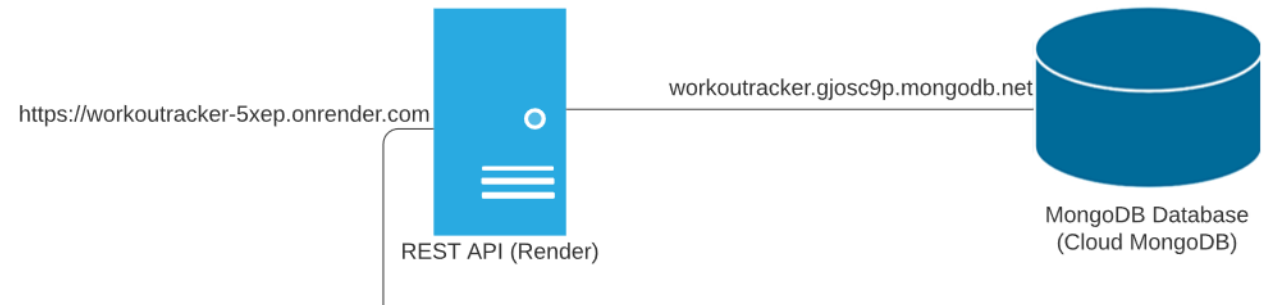 https://workoutracker-5xep.onrender.com
workoutracker.gjosc9p.mongodb.net
REST API (Render)
MongoDB Database
(Cloud MongoDB)